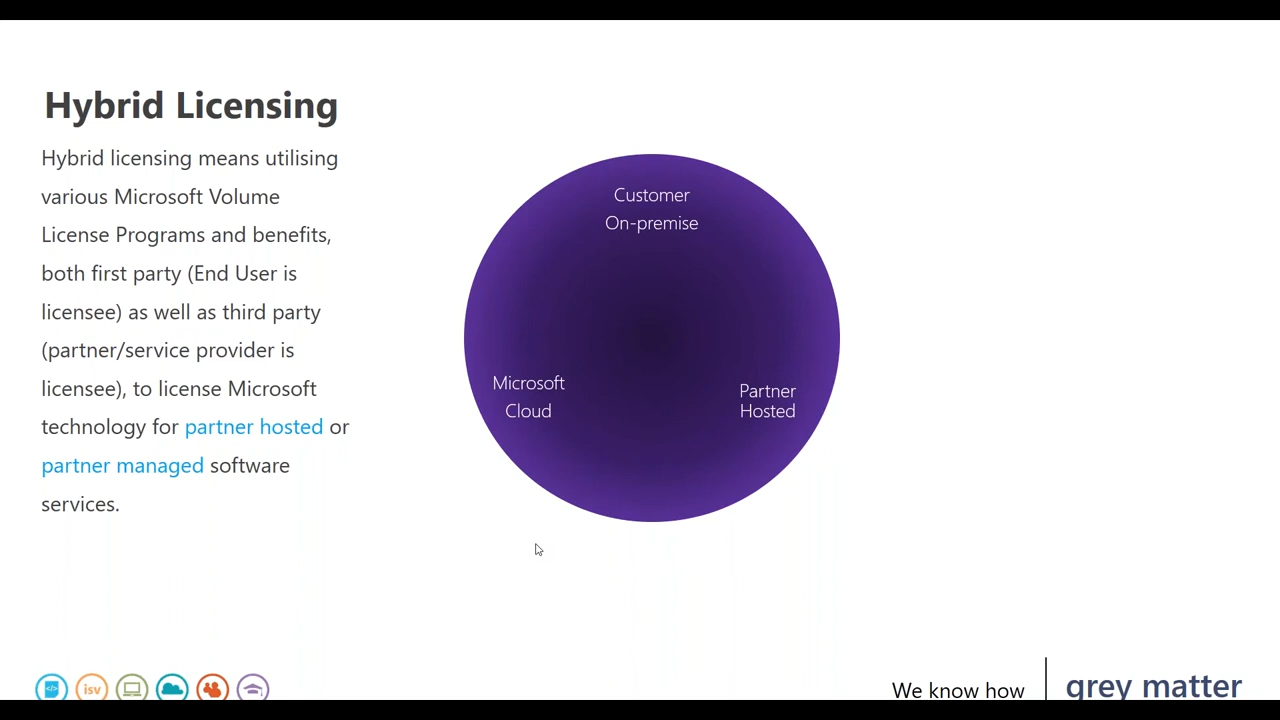 Hybrid Licensing
Hybrid licensing means utilising
various Microsoft Volume
License Programs and benefits,
both first party (End User is
licensee) as well as third party
(partner/service provider is
licensee), to license Microsoft
technology for partner hosted or
partner managed software
services.
Customer
On-premise
Microsoft
Cloud
Partner
Hosted
</>
isv
We know how
grey matter